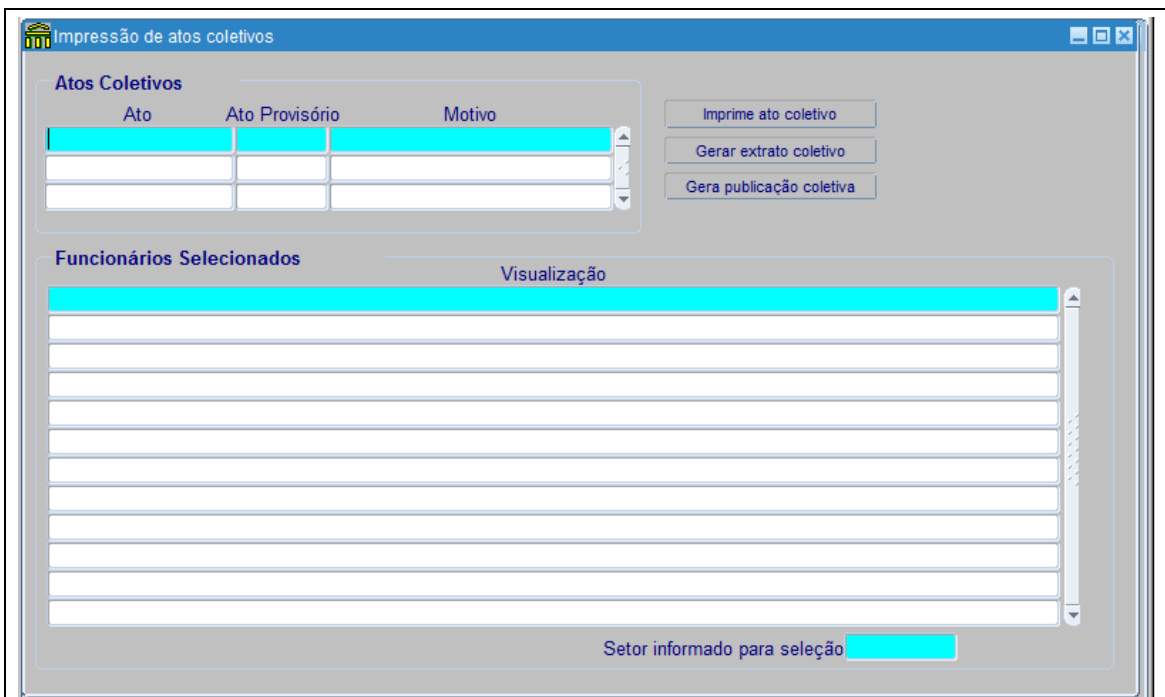 Impressão de atos coletivos
Atos Coletivos
Ato Ato Provisório Motivo
Imprime ato coletivo
Gerar extrato coletivo
Gera publicação coletiva
Funcionários Selecionados
Visualização
Setor informado para seleção